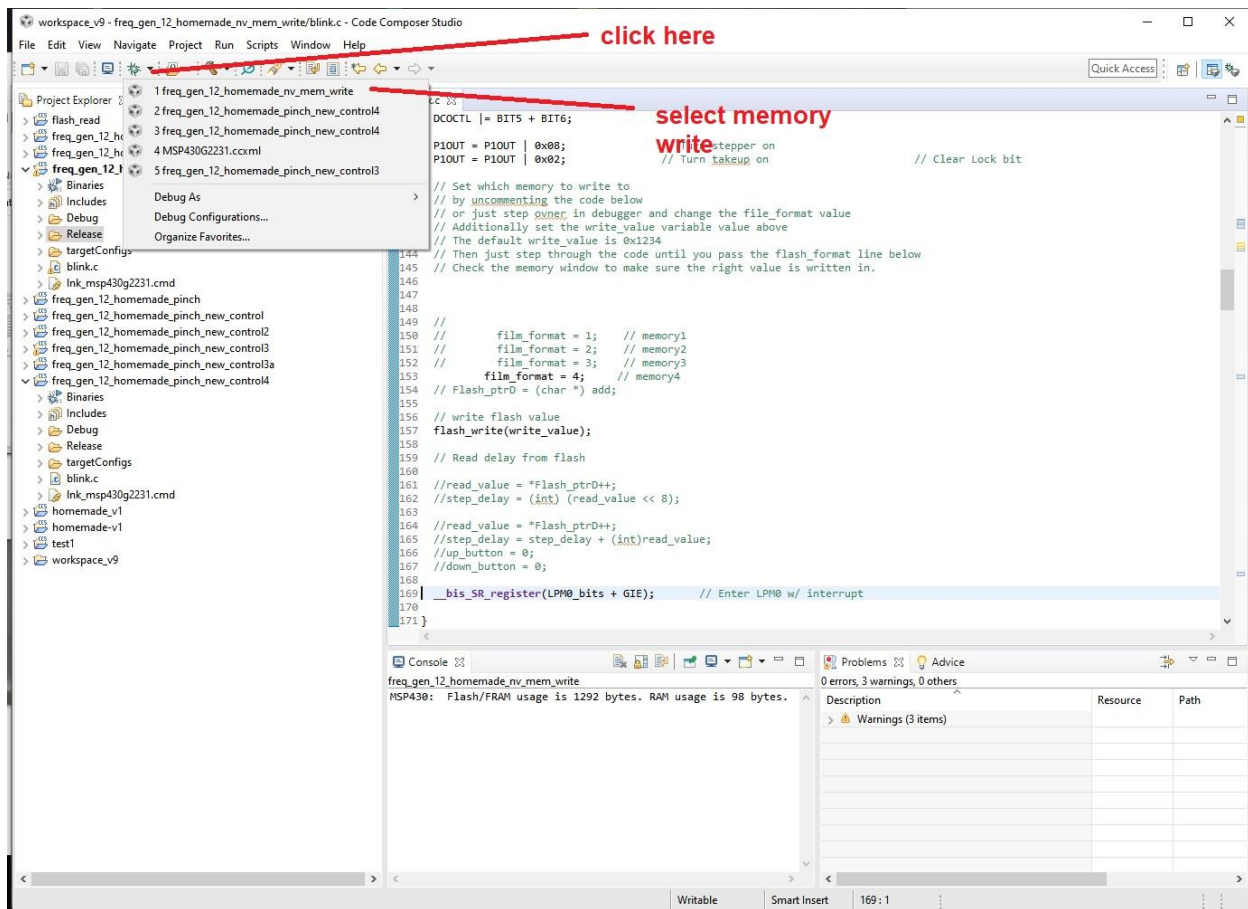 workspace_v9 - freq_gen_12_homemade_nv_mem_write/blink.c - Code Composer Studio
File Edit View Navigate Project Run Scripts Window Help
click here
Quick Access
Project Explorer
flash_read
freq_gen_12_h
freq_gen_12_h
freq_gen_12_h
Binaries
Includes
Debug
Release
targetConfigs
blink.c
lnk_msp430g2231.cmd
freq_gen_12_homemade_pinch
freq_gen_12_homemade_pinch_new_control
freq_gen_12_homemade_pinch_new_control2
freq_gen_12_homemade_pinch_new_control3
freq_gen_12_homemade_pinch_new_control3a
freq_gen_12_homemade_pinch_new_control4
Binaries
Includes
Debug
Release
targetConfigs
blink.c
lnk_msp430g2231.cmd
homemade_v1
homemade-v1
test1
workspace_v9
1 freq_gen_12_homemade_nv_mem_write
2 freq_gen_12_homemade_pinch_new_control4
3 freq_gen_12_homemade_pinch_new_control4
4 MSP430G2231.ccxml
5 freq_gen_12_homemade_pinch_new_control3
Debug As
Debug Configurations...
Organize Favorites...
select memory
write
.c
DCOCTL |= BIT5 + BIT6;
P1OUT = P1OUT | 0x08; stepper on
P1OUT = P1OUT | 0x02; // Turn takeup on // Clear Lock bit
// Set which memory to write to
// by uncommenting the code below
// or just step ovner in debugger and change the file_format value
// Additionally set the write_value variable value above
// The default write_value is 0x1234
144 // Then just step through the code until you pass the flash_format line below
145 // Check the memory window to make sure the right value is written in.
146
147
148
149 //
150 // film_format = 1; // memory1
151 // film_format = 2; // memory2
152 // film_format = 3; // memory3
153 film_format = 4; // memory4
154 // Flash_ptrD = (char *) add;
155
156 // write flash value
157 flash_write(write_value);
158
159 // Read delay from flash
160
161 //read_value = *Flash_ptrD++;
162 //step_delay = (int) (read_value << 8);
163
164 //read_value = *Flash_ptrD++;
165 //step_delay = step_delay + (int)read_value;
166 //up_button = 0;
167 //down_button = 0;
168
169 __bis_SR_register(LPM0_bits + GIE); // Enter LPM0 w/ interrupt
170
171 }
Console
freq_gen_12_homemade_nv_mem_write
MSP430: Flash/FRAM usage is 1292 bytes. RAM usage is 98 bytes.
Problems Advice
0 errors, 3 warnings, 0 others
Description Resource Path
Warnings (3 items)
Writable Smart Insert 169 : 1